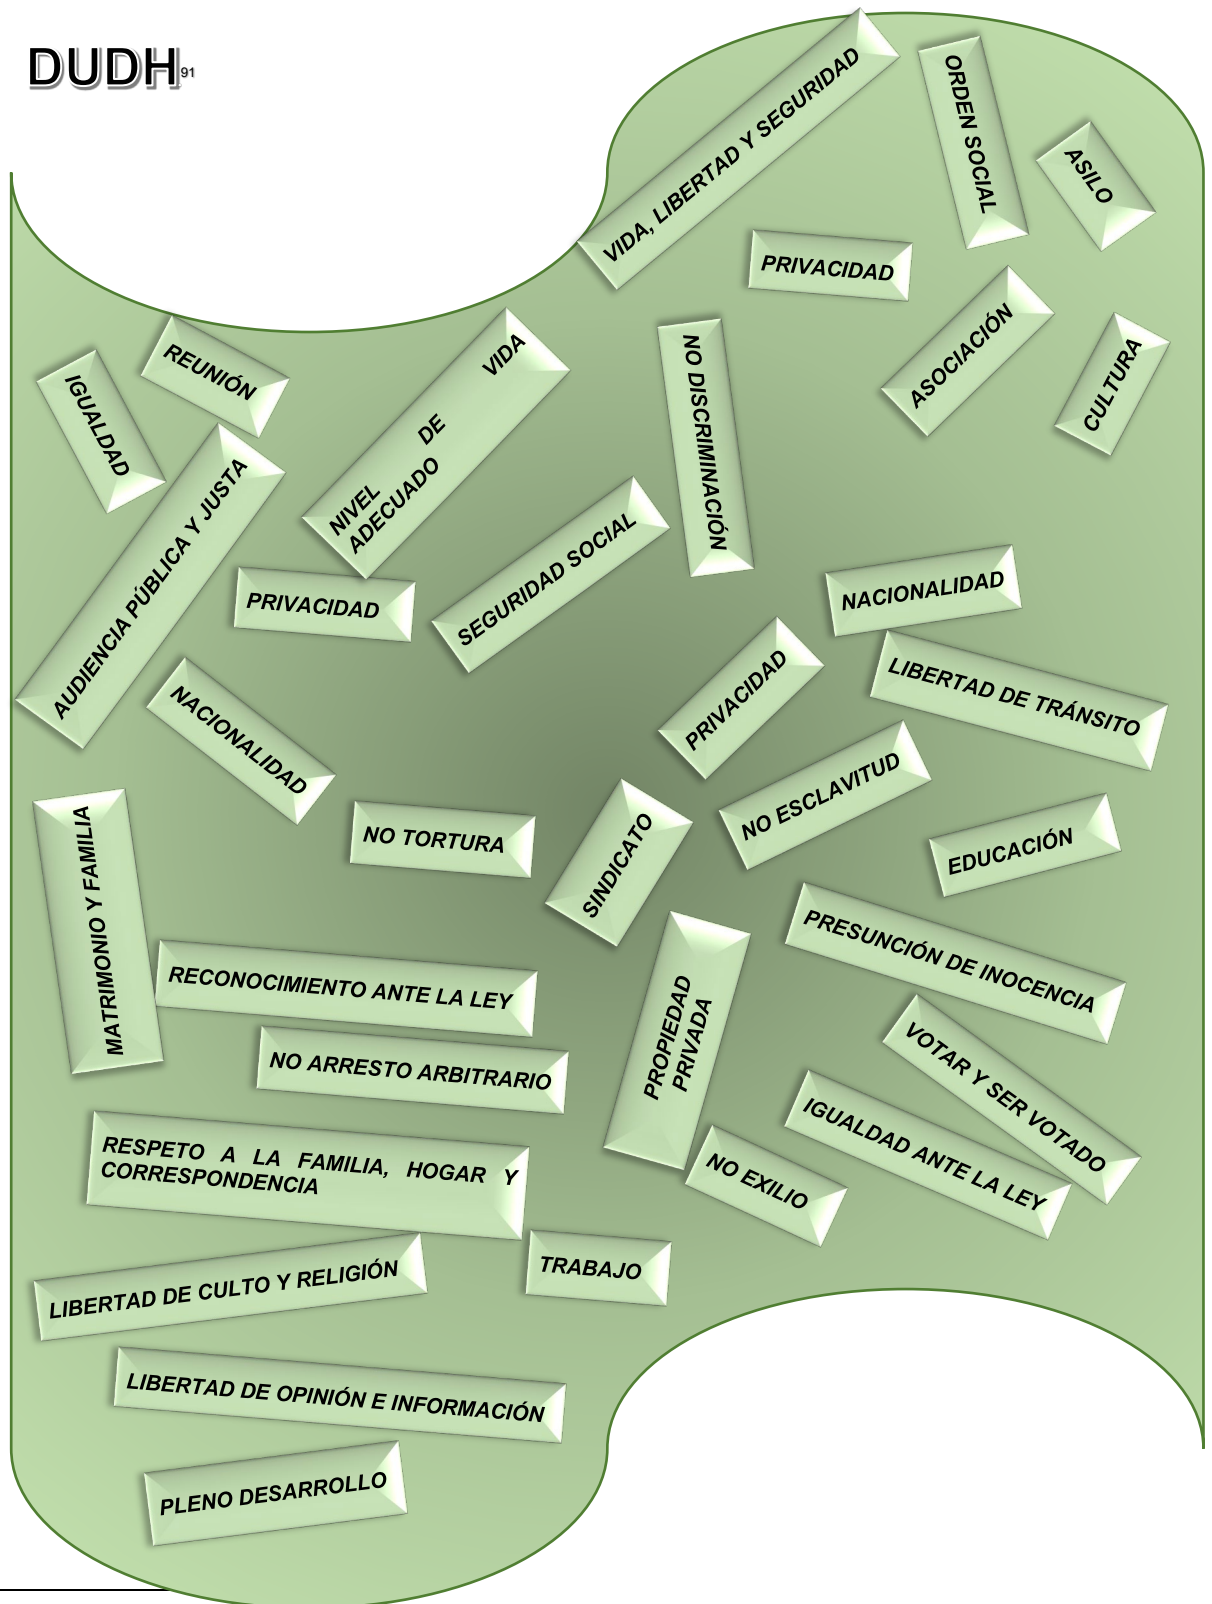 DUDH91
VIDA, LIBERTAD Y SEGURIDAD
ORDEN SOCIAL
ASILO
PRIVACIDAD
ASOCIACIÓN
CULTURA
REUNIÓN
IGUALDAD
NIVEL DE VIDA
ADECUADO
NO DISCRIMINACIÓN
AUDIENCIA PÚBLICA Y JUSTA
SEGURIDAD SOCIAL
PRIVACIDAD
NACIONALIDAD
LIBERTAD DE TRÁNSITO
PRIVACIDAD
NACIONALIDAD
NO ESCLAVITUD
NO TORTURA
SINDICATO
EDUCACIÓN
MATRIMONIO Y FAMILIA
PRESUNCIÓN DE INOCENCIA
RECONOCIMIENTO ANTE LA LEY
PROPIEDAD
PRIVADA
NO ARRESTO ARBITRARIO
VOTAR Y SER VOTADO
IGUALDAD ANTE LA LEY
RESPETO A LA FAMILIA, HOGAR Y
CORRESPONDENCIA
NO EXILIO
TRABAJO
LIBERTAD DE CULTO Y RELIGIÓN
LIBERTAD DE OPINIÓN E INFORMACIÓN
PLENO DESARROLLO